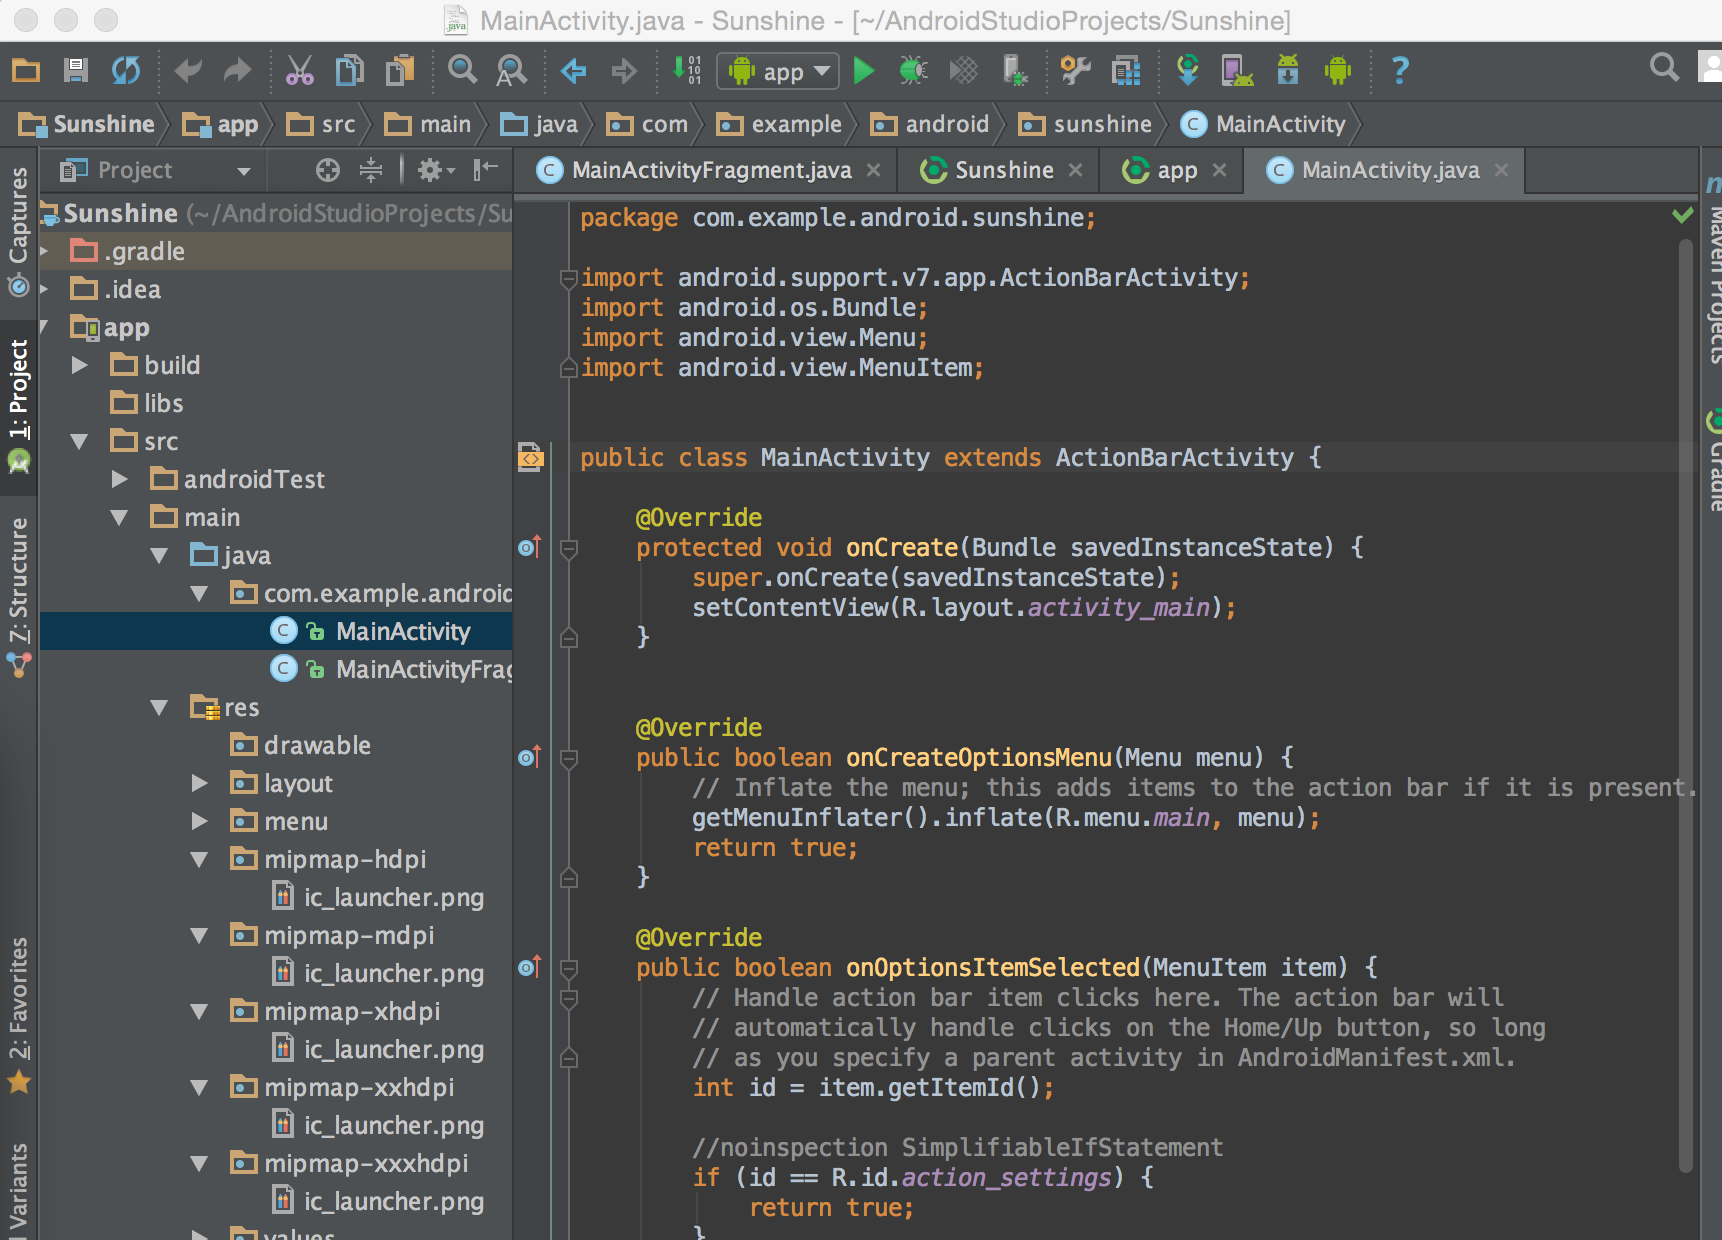 MainActivity.java - Sunshine - [~/AndroidStudioProjects/Sunshine]
app
Sunshine app src main java com example android sunshine MainActivity
Project
MainActivityFragment.java Sunshine app MainActivity.java
Captures
1: Project
7: Structure
2: Favorites
Variants
Sunshine (~/AndroidStudioProjects/Su
.gradle
.idea
app
build
libs
src
androidTest
main
java
com.example.android
MainActivity
MainActivityFrag
res
drawable
layout
menu
mipmap-hdpi
ic_launcher.png
mipmap-mdpi
ic_launcher.png
mipmap-xhdpi
ic_launcher.png
mipmap-xxhdpi
ic_launcher.png
mipmap-xxxhdpi
ic_launcher.png
values
package com.example.android.sunshine;
import android.support.v7.app.ActionBarActivity;
import android.os.Bundle;
import android.view.Menu;
import android.view.MenuItem;
public class MainActivity extends ActionBarActivity {
@Override
protected void onCreate(Bundle savedInstanceState) {
super.onCreate(savedInstanceState);
setContentView(R.layout.activity_main);
}
@Override
public boolean onCreateOptionsMenu(Menu menu) {
// Inflate the menu; this adds items to the action bar if it is present.
getMenuInflater().inflate(R.menu.main, menu);
return true;
}
@Override
public boolean onOptionsItemSelected(MenuItem item) {
// Handle action bar item clicks here. The action bar will
// automatically handle clicks on the Home/Up button, so long
// as you specify a parent activity in AndroidManifest.xml.
int id = item.getItemId();
//noinspection SimplifiableIfStatement
if (id == R.id.action_settings) {
return true;
}
Maven Projects
Gradle